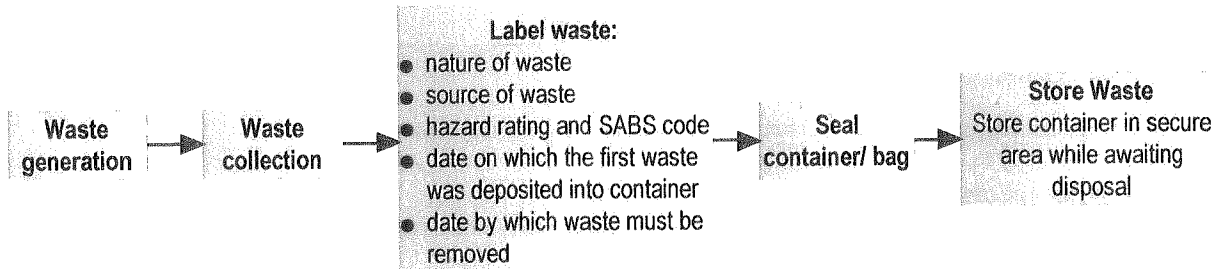 Waste
generation
Waste
collection
Label waste:
● nature of waste
● source of waste
● hazard rating and SABS code
● date on which the first waste
was deposited into container
● date by which waste must be
removed
Seal
container/ bag
Store Waste
Store container in secure
area while awaiting
disposal